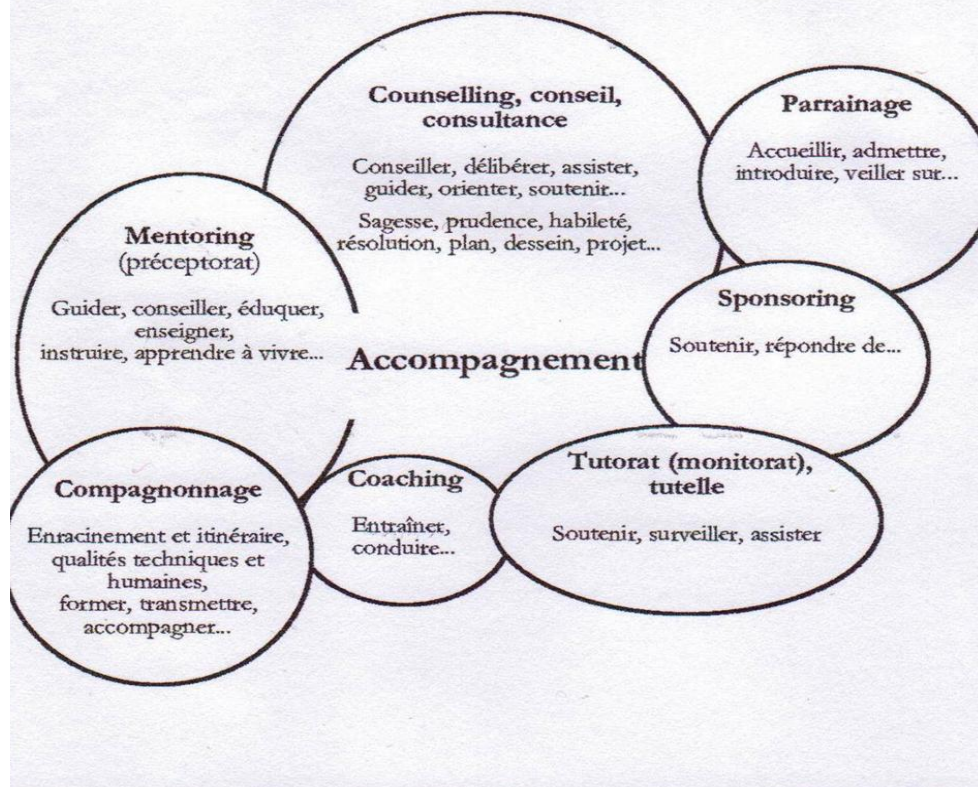 Counselling, conseil,
consultance
Conseiller, délibérer, assister,
guider, orienter, soutenir...
Sagesse, prudence, habileté,
résolution, plan, dessein, projet...
Parrainage
Accueillir, admettre,
introduire, veiller sur...
Mentoring
(préceptorat)
Guider, conseiller, éduquer,
enseigner,
instruire, apprendre à vivre...
Sponsoring
Soutenir, répondre de...
Accompagnement
Compagnonnage
Enracinement et itinéraire,
qualités techniques et
humaines,
former, transmettre,
accompagner...
Coaching
Entraîner,
conduire...
Tutorat (monitorat),
tutelle
Soutenir, surveiller, assister